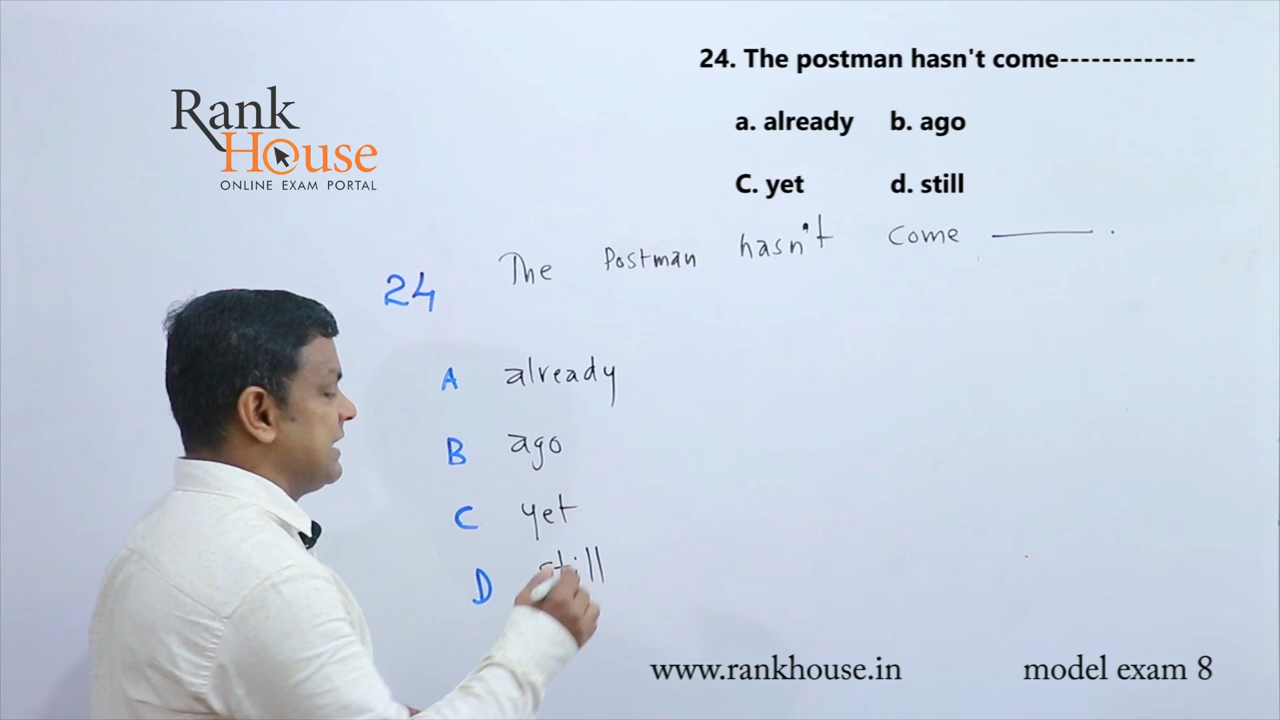 24. The postman hasn't come-------------
a. already b. ago
C. yet d. still
Rank
House
ONLINE EXAM PORTAL
24 The Postman hasn't come ——— .
A already
B ago
C yet
D still
www.rankhouse.in model exam 8